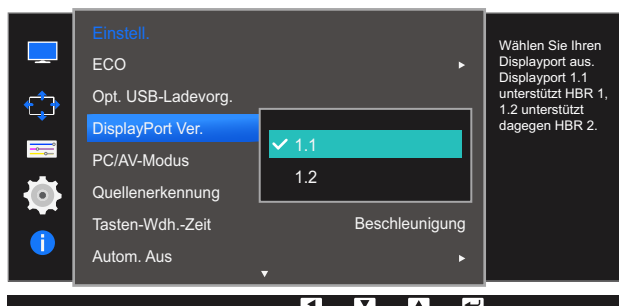 Einstell.
ECO
Opt. USB-Ladevorg.
DisplayPort Ver.
PC/AV-Modus
Quellenerkennung
Tasten-Wdh.-Zeit Beschleunigung
Autom. Aus
1.1
1.2
Wählen Sie Ihren
Displayport aus.
Displayport 1.1
unterstützt HBR 1,
1.2 unterstützt
dagegen HBR 2.